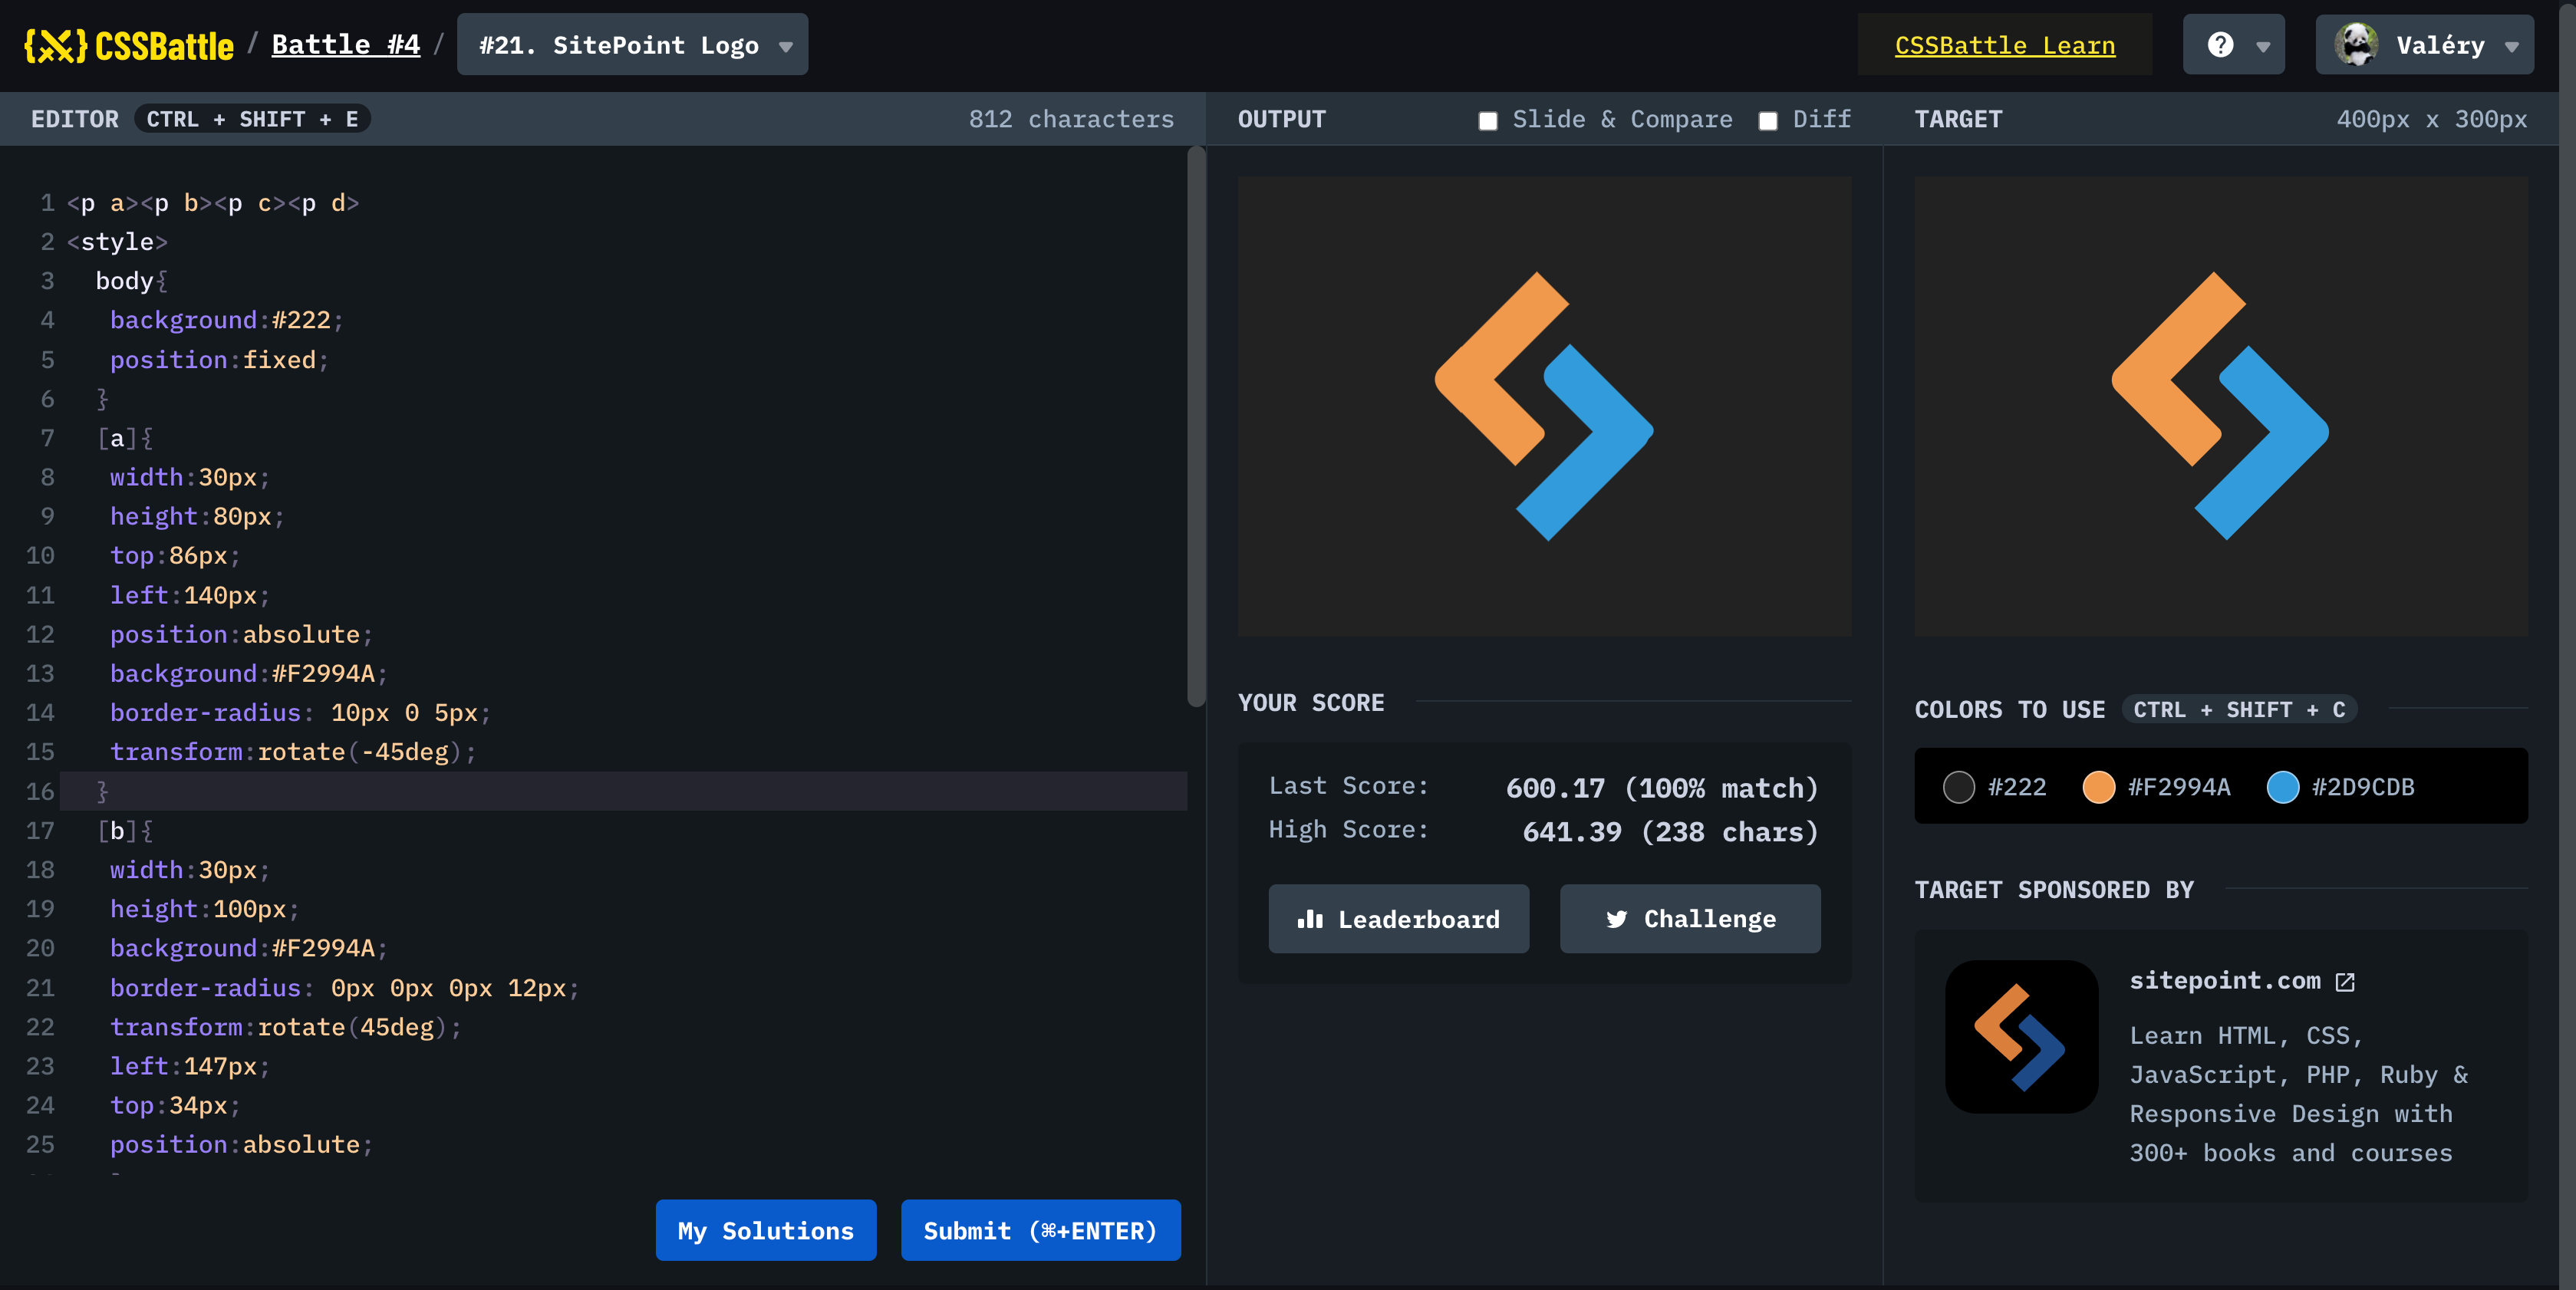 {X} CSSBattle / Battle #4 / #21. SitePoint Logo
CSSBattle Learn
?
Valéry
EDITOR CTRL + SHIFT + E 812 characters
1 <p a><p b><p c><p d>
2 <style>
3 body{
4 background:#222;
5 position:fixed;
6 }
7 [a]{
8 width:30px;
9 height:80px;
10 top:86px;
11 left:140px;
12 position:absolute;
13 background:#F2994A;
14 border-radius: 10px 0 5px;
15 transform:rotate(-45deg);
16 }
17 [b]{
18 width:30px;
19 height:100px;
20 background:#F2994A;
21 border-radius: 0px 0px 0px 12px;
22 transform:rotate(45deg);
23 left:147px;
24 top:34px;
25 position:absolute;
My Solutions
Submit (⌘+ENTER)
OUTPUT Slide & Compare Diff
YOUR SCORE
Last Score: 600.17 (100% match)
High Score: 641.39 (238 chars)
Leaderboard
Challenge
TARGET 400px x 300px
COLORS TO USE CTRL + SHIFT + C
#222 #F2994A #2D9CDB
TARGET SPONSORED BY
sitepoint.com
Learn HTML, CSS,
JavaScript, PHP, Ruby &
Responsive Design with
300+ books and courses